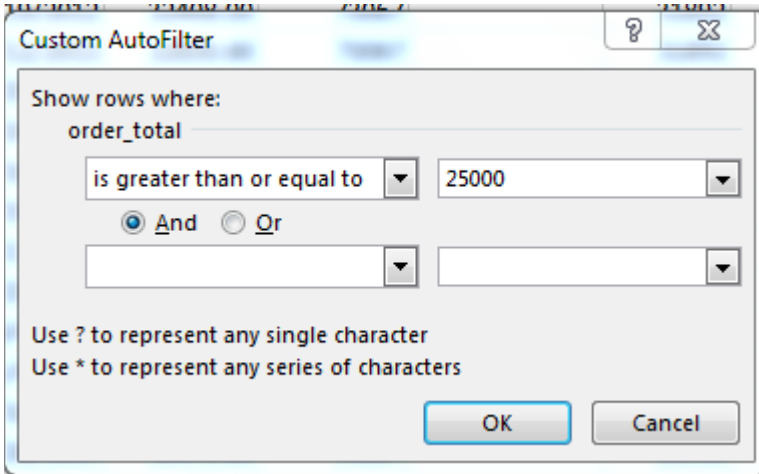 Custom AutoFilter
Show rows where:
order_total
is greater than or equal to 25000
And Or
Use ? to represent any single character
Use * to represent any series of characters
OK Cancel